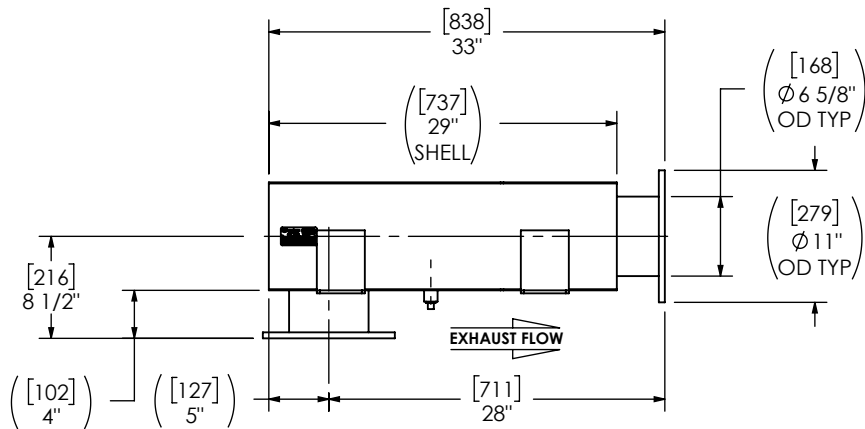 [838]
33"
[168]
Ø 6 5/8"
OD TYP
[737]
29"
SHELL
[279]
Ø 11"
OD TYP
[216]
8 1/2"
EXHAUST FLOW
[102]
4"
[127]
5"
[711]
28"